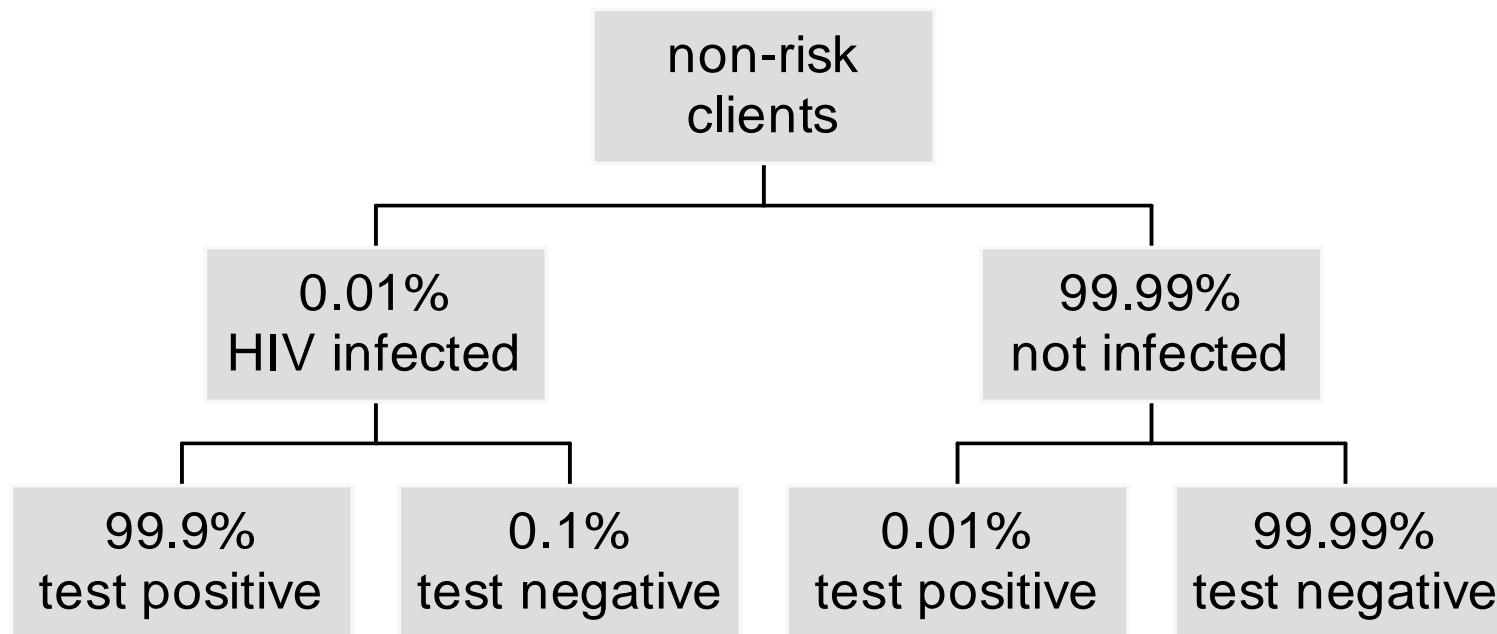 non-risk
clients
0.01%
HIV infected
99.99%
not infected
99.9%
test positive
0.1%
test negative
0.01%
test positive
99.99%
test negative